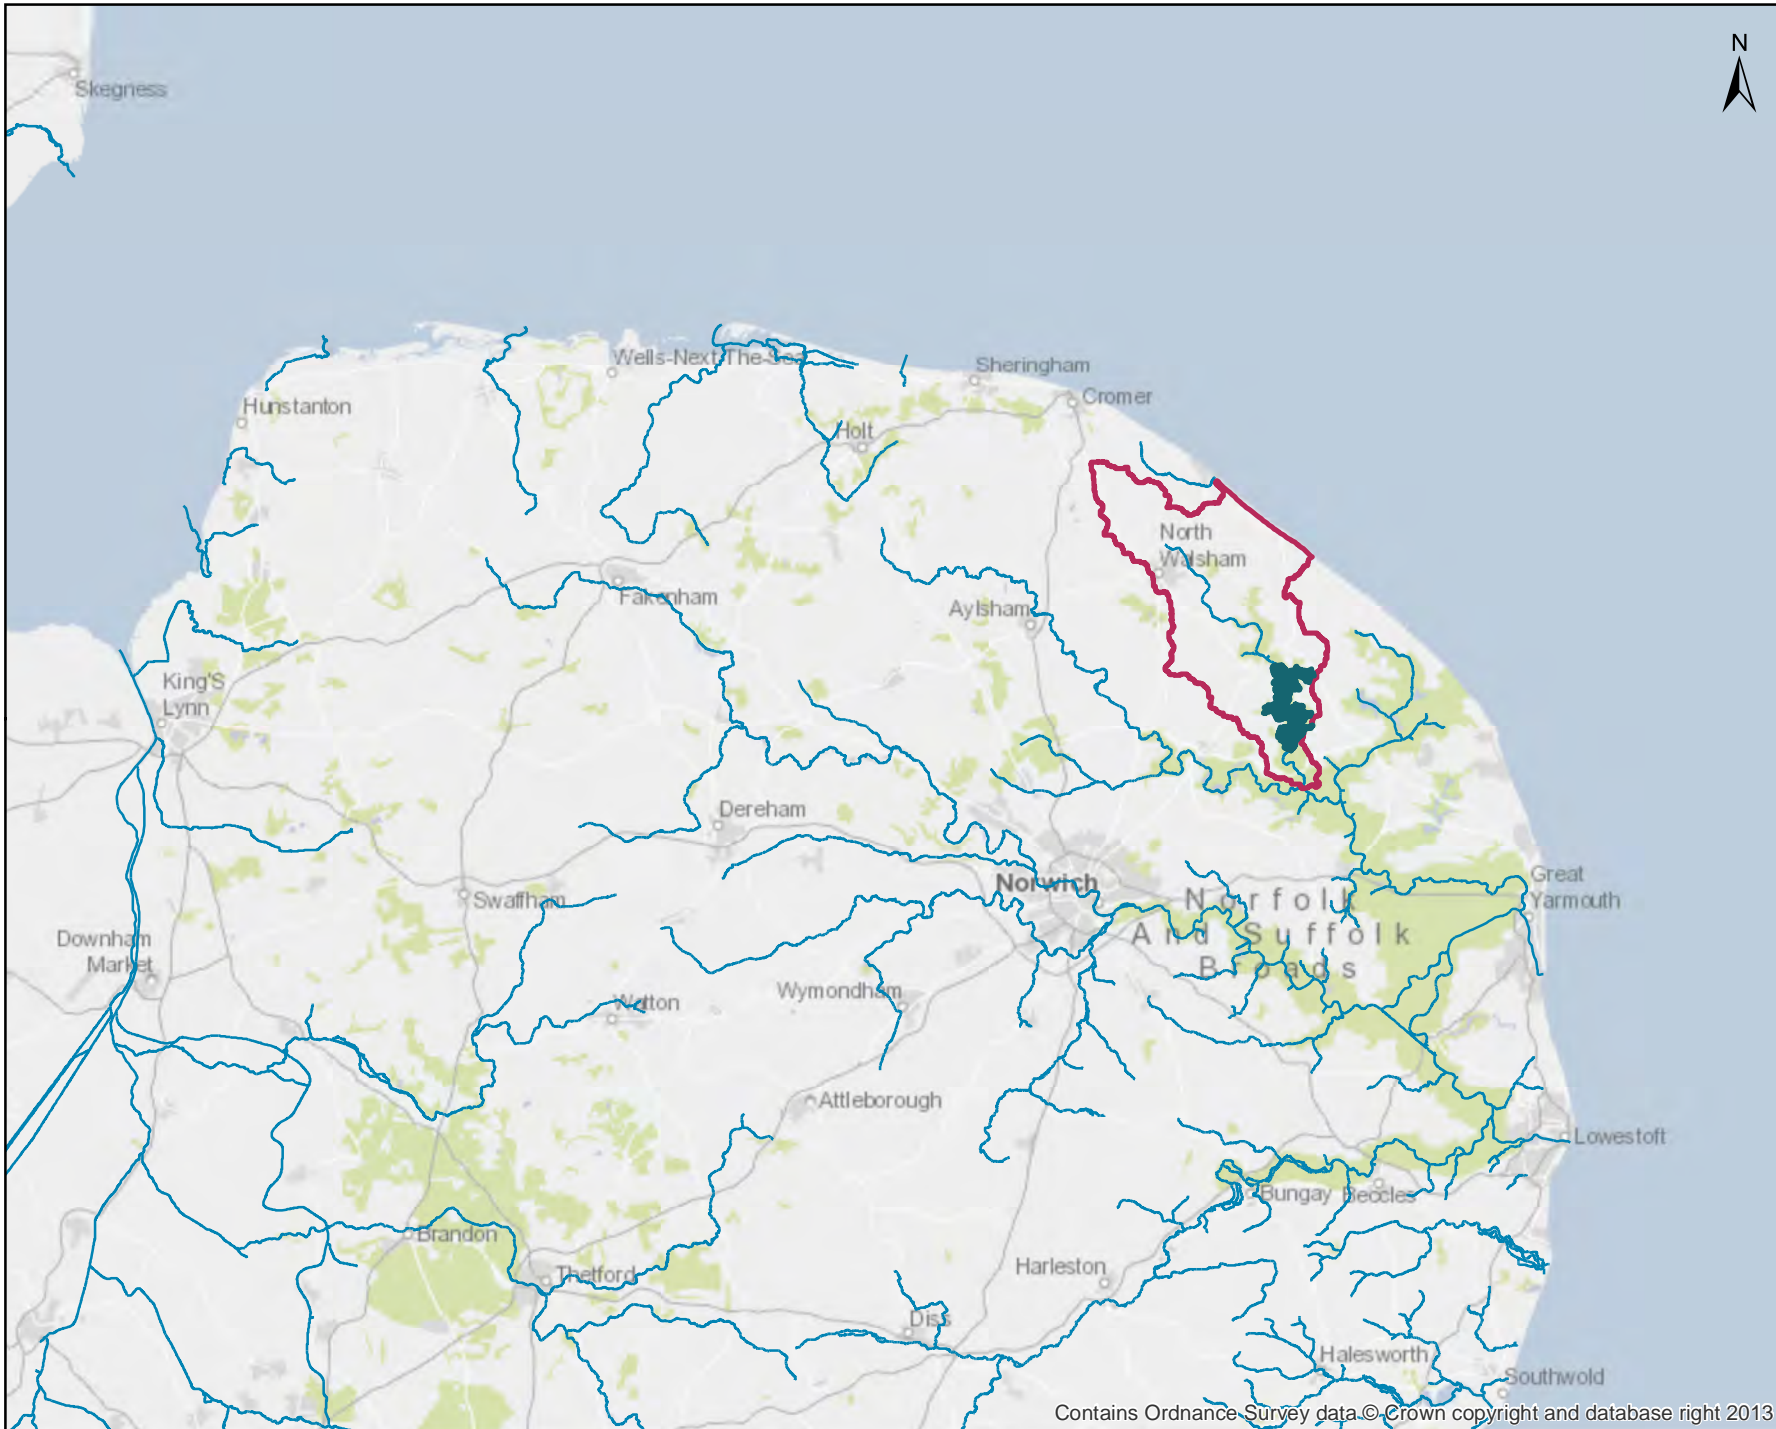 N
Skegness
Wells-Next-The-Sea
Sheringham
Cromer
Hunstanton
Holt
North
Walsham
Fakenham
Aylsham
King'S
Lynn
Dereham
Norwich
Great
Yarmouth
Swaffham
Norfolk
And Suffolk
Broads
Downham
Market
Wymondham
Watton
Attleborough
Lowestoft
Bungay
Beccles
Brandon
Thetford
Harleston
Diss
Halesworth
Southwold
Contains Ordnance Survey data © Crown copyright and database right 2013